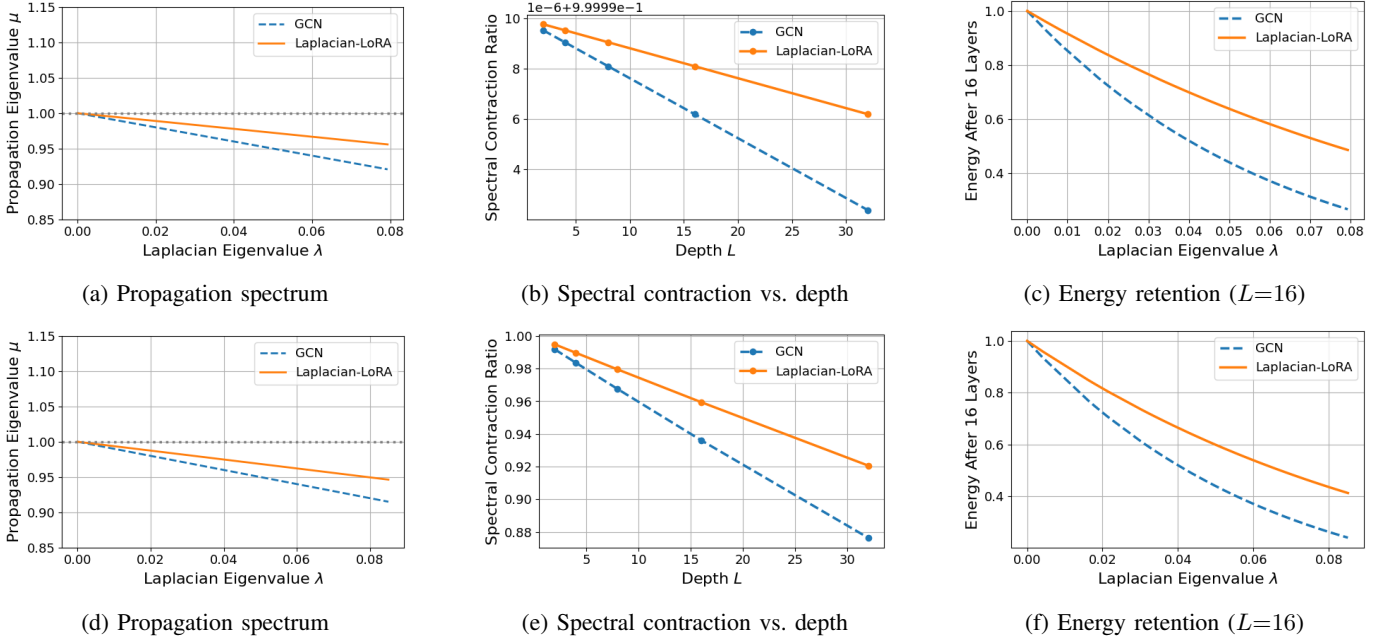 1e-6+9.9999e-1
1.15
1.10
1.05
1.00
0.95
0.90
0.85
Propagation Eigenvalue μ
GCN
Laplacian-LoRA
0.00 0.02 0.04 0.06 0.08
Laplacian Eigenvalue λ
10
8
6
4
Spectral Contraction Ratio
GCN
Laplacian-LoRA
5 10 15 20 25 30
Depth L
1.0
0.8
0.6
0.4
Energy After 16 Layers
GCN
Laplacian-LoRA
0.00 0.01 0.02 0.03 0.04 0.05 0.06 0.07 0.08
Laplacian Eigenvalue λ
(a) Propagation spectrum
(b) Spectral contraction vs. depth
(c) Energy retention (L=16)
1.15
1.10
1.05
1.00
0.95
0.90
0.85
Propagation Eigenvalue μ
GCN
Laplacian-LoRA
0.00 0.02 0.04 0.06 0.08
Laplacian Eigenvalue λ
1.00
0.98
0.96
0.94
0.92
0.90
0.88
Spectral Contraction Ratio
GCN
Laplacian-LoRA
5 10 15 20 25 30
Depth L
1.0
0.8
0.6
0.4
Energy After 16 Layers
GCN
Laplacian-LoRA
0.00 0.02 0.04 0.06 0.08
Laplacian Eigenvalue λ
(d) Propagation spectrum
(e) Spectral contraction vs. depth
(f) Energy retention (L=16)